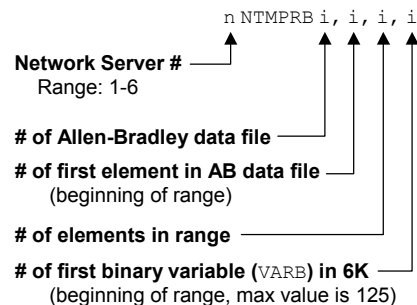 n NTMPRB i, i, i, i
Network Server #
Range: 1-6
# of Allen-Bradley data file
# of first element in AB data file
(beginning of range)
# of elements in range
# of first binary variable (VARB) in 6K
(beginning of range, max value is 125)